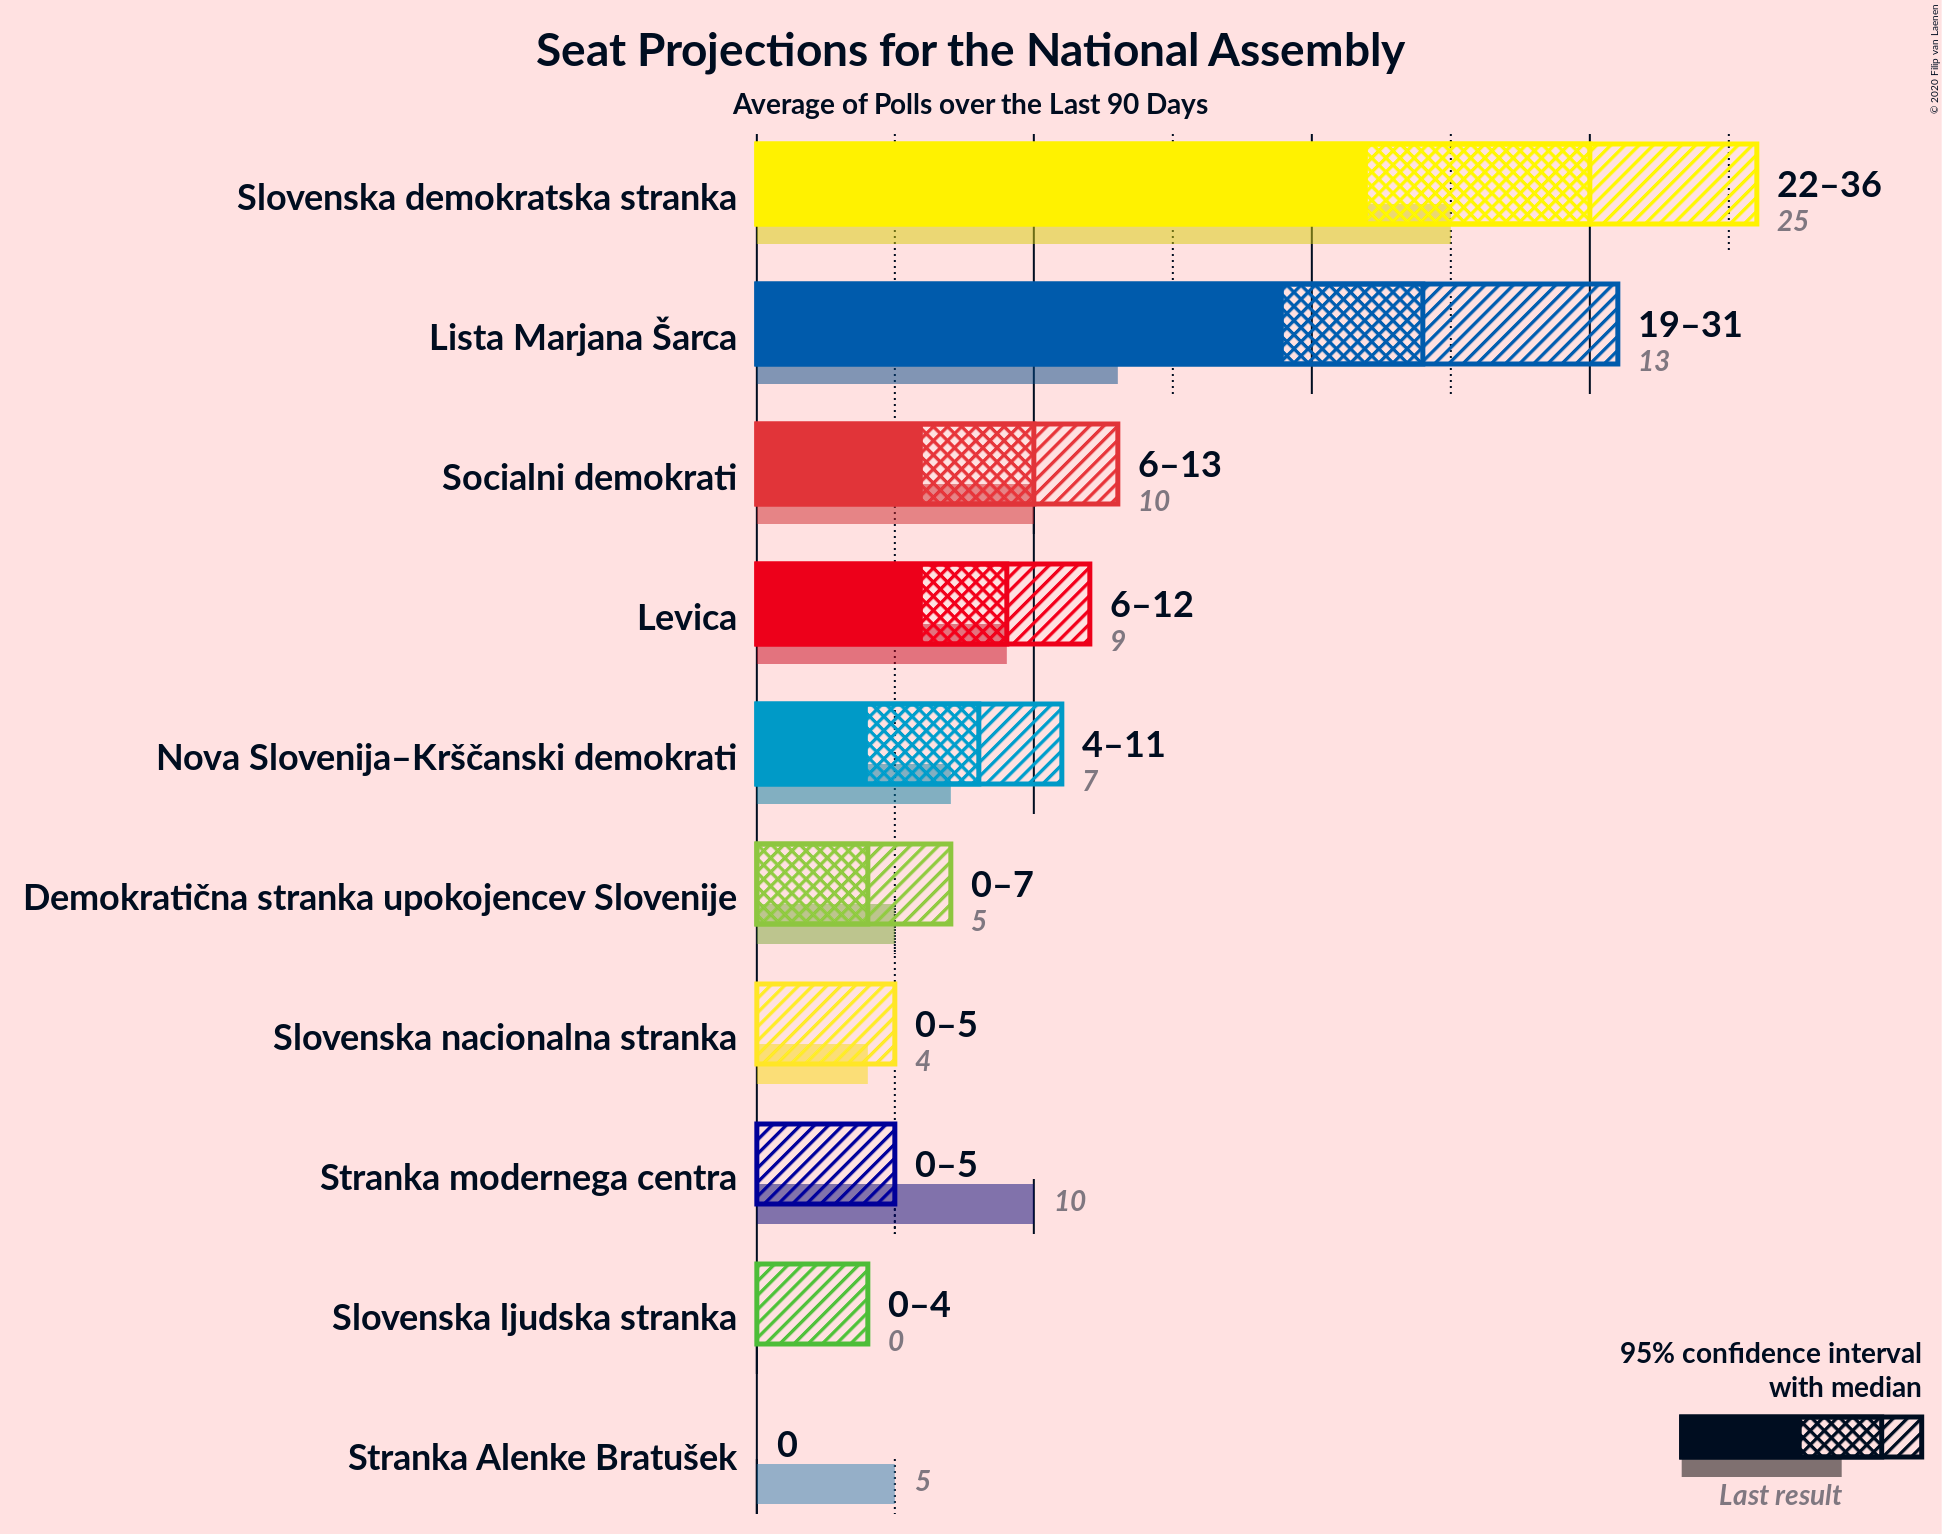 Seat Projections for the National Assembly
Average of Polls over the Last 90 Days
© 2020 Filip van Laenen
Slovenska demokratska stranka
22–36
25
Lista Marjana Šarca
19–31
13
Socialni demokrati
6–13
10
Levica
6–12
9
Nova Slovenija–Krščanski demokrati
4–11
7
Demokratična stranka upokojencev Slovenije
0–7
5
Slovenska nacionalna stranka
0–5
4
Stranka modernega centra
0–5
10
Slovenska ljudska stranka
0–4
0
Stranka Alenke Bratušek
0
5
95% confidence interval
with median
Last result